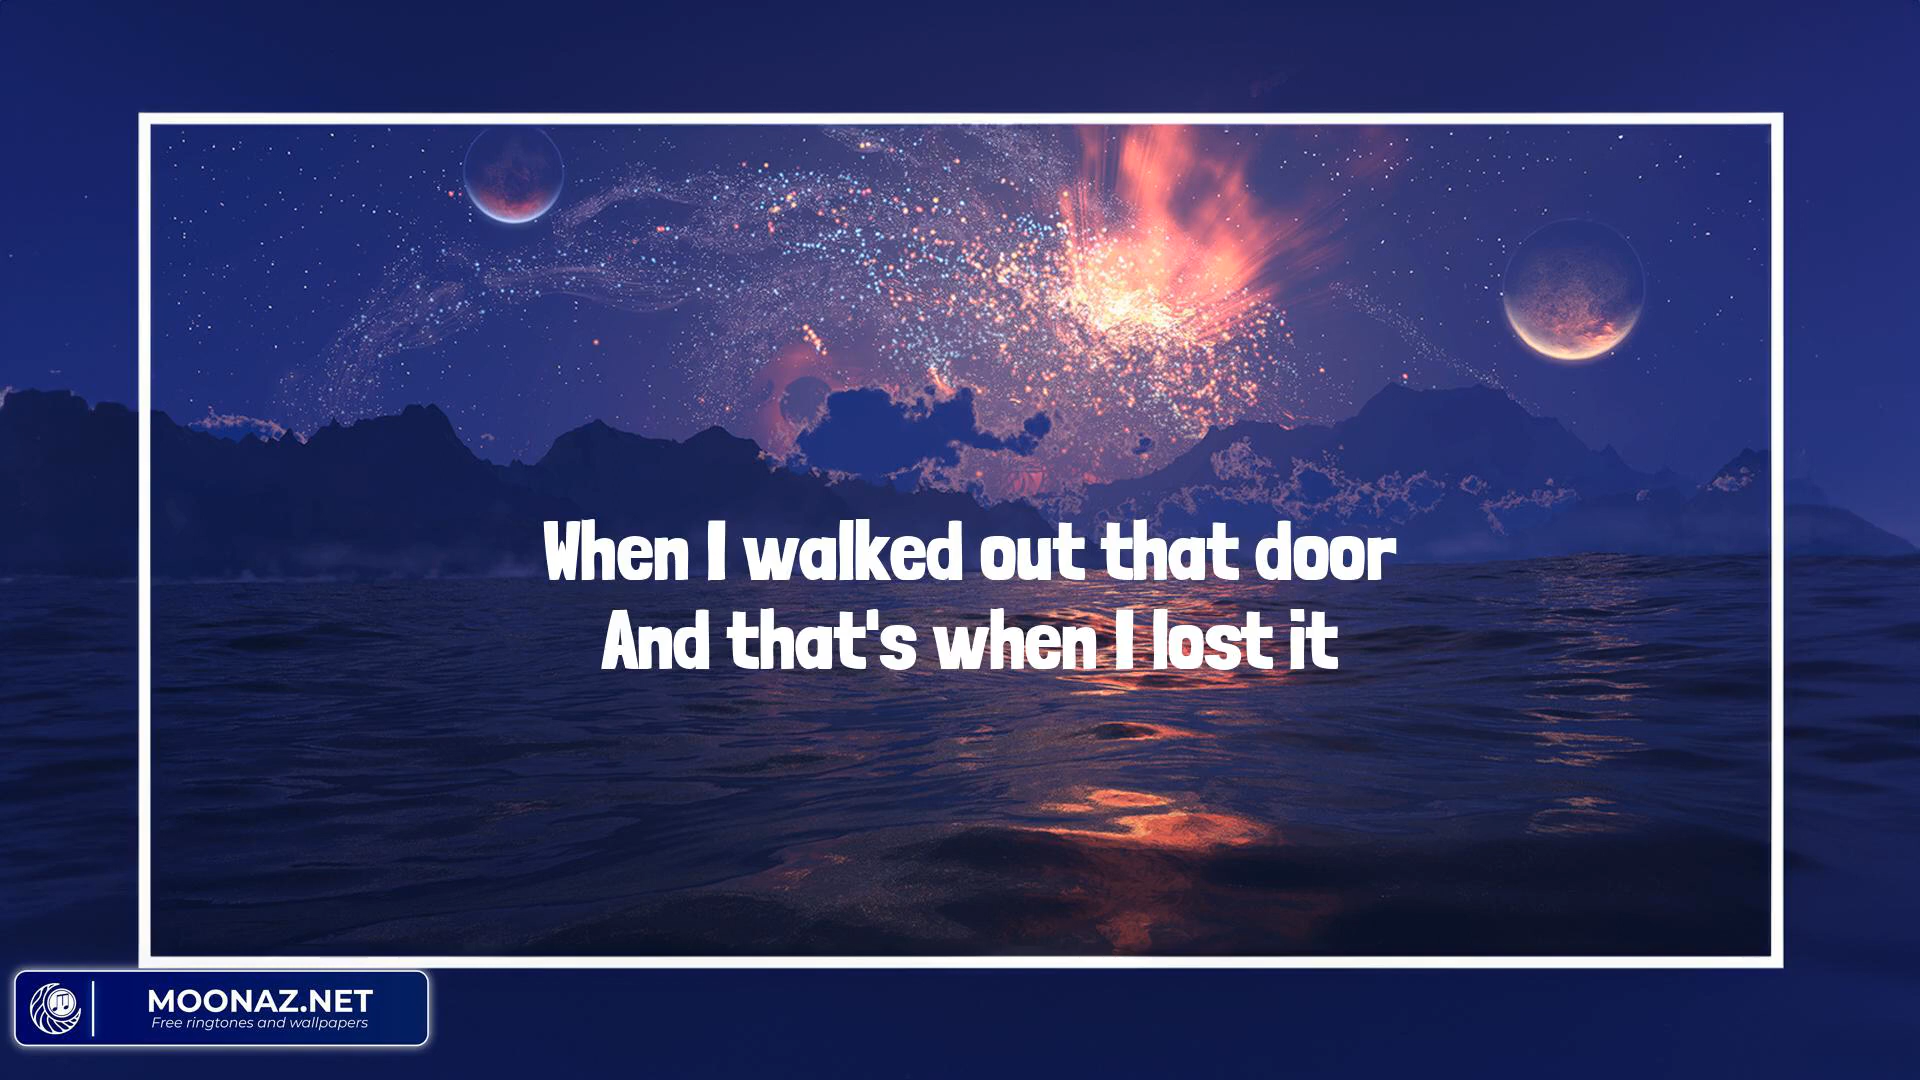 When I walked out that door
And that's when I lost it
MOONAZ.NET
Free ringtones and wallpapers